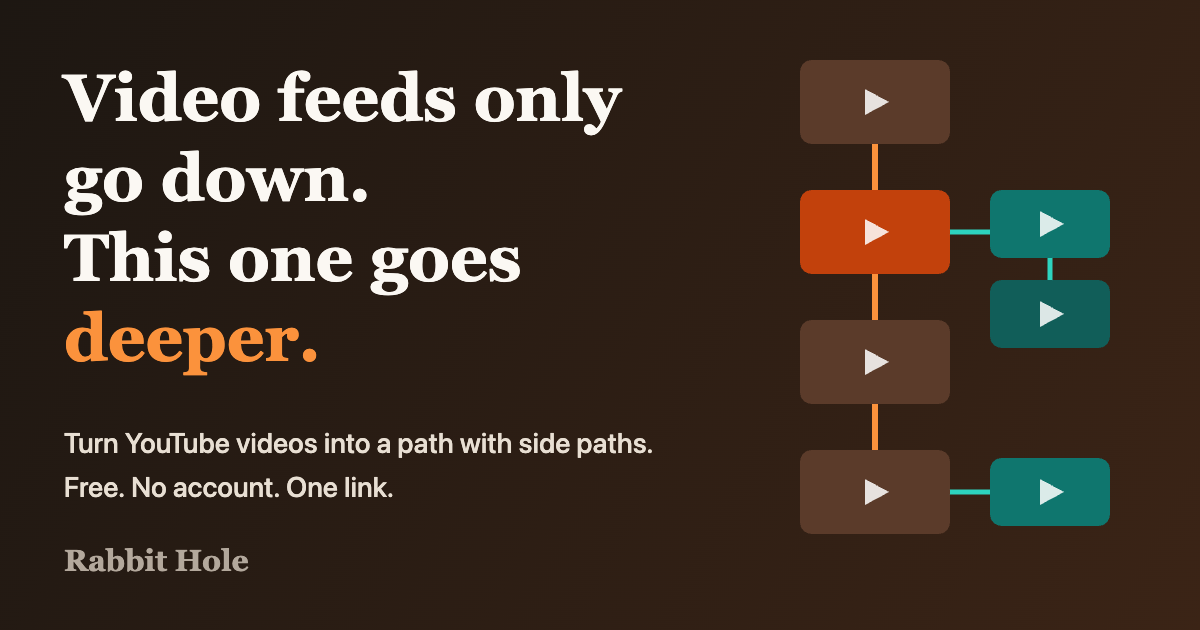 Video feeds only
go down.
This one goes
deeper.
Turn YouTube videos into a path with side paths.
Free. No account. One link.
Rabbit Hole